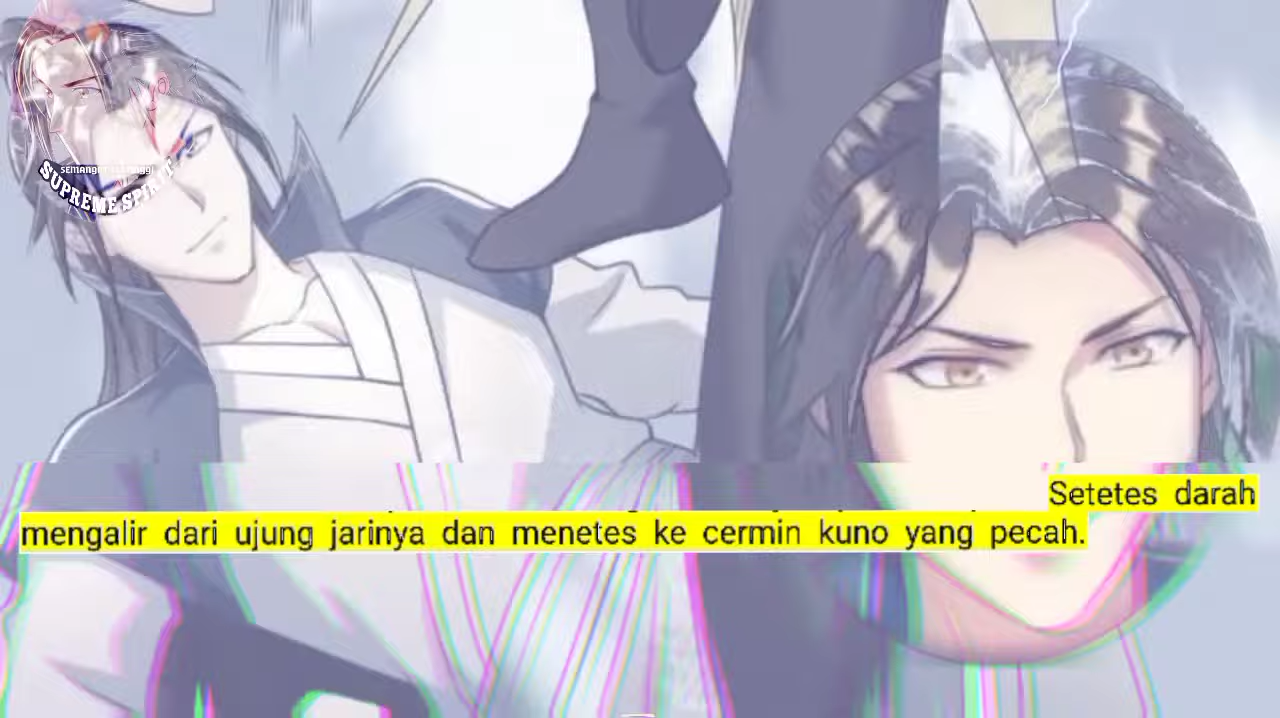 SUPREME SPIRIT
Setetes darah
mengalir dari ujung jarinya dan menetes ke cermin kuno yang pecah.